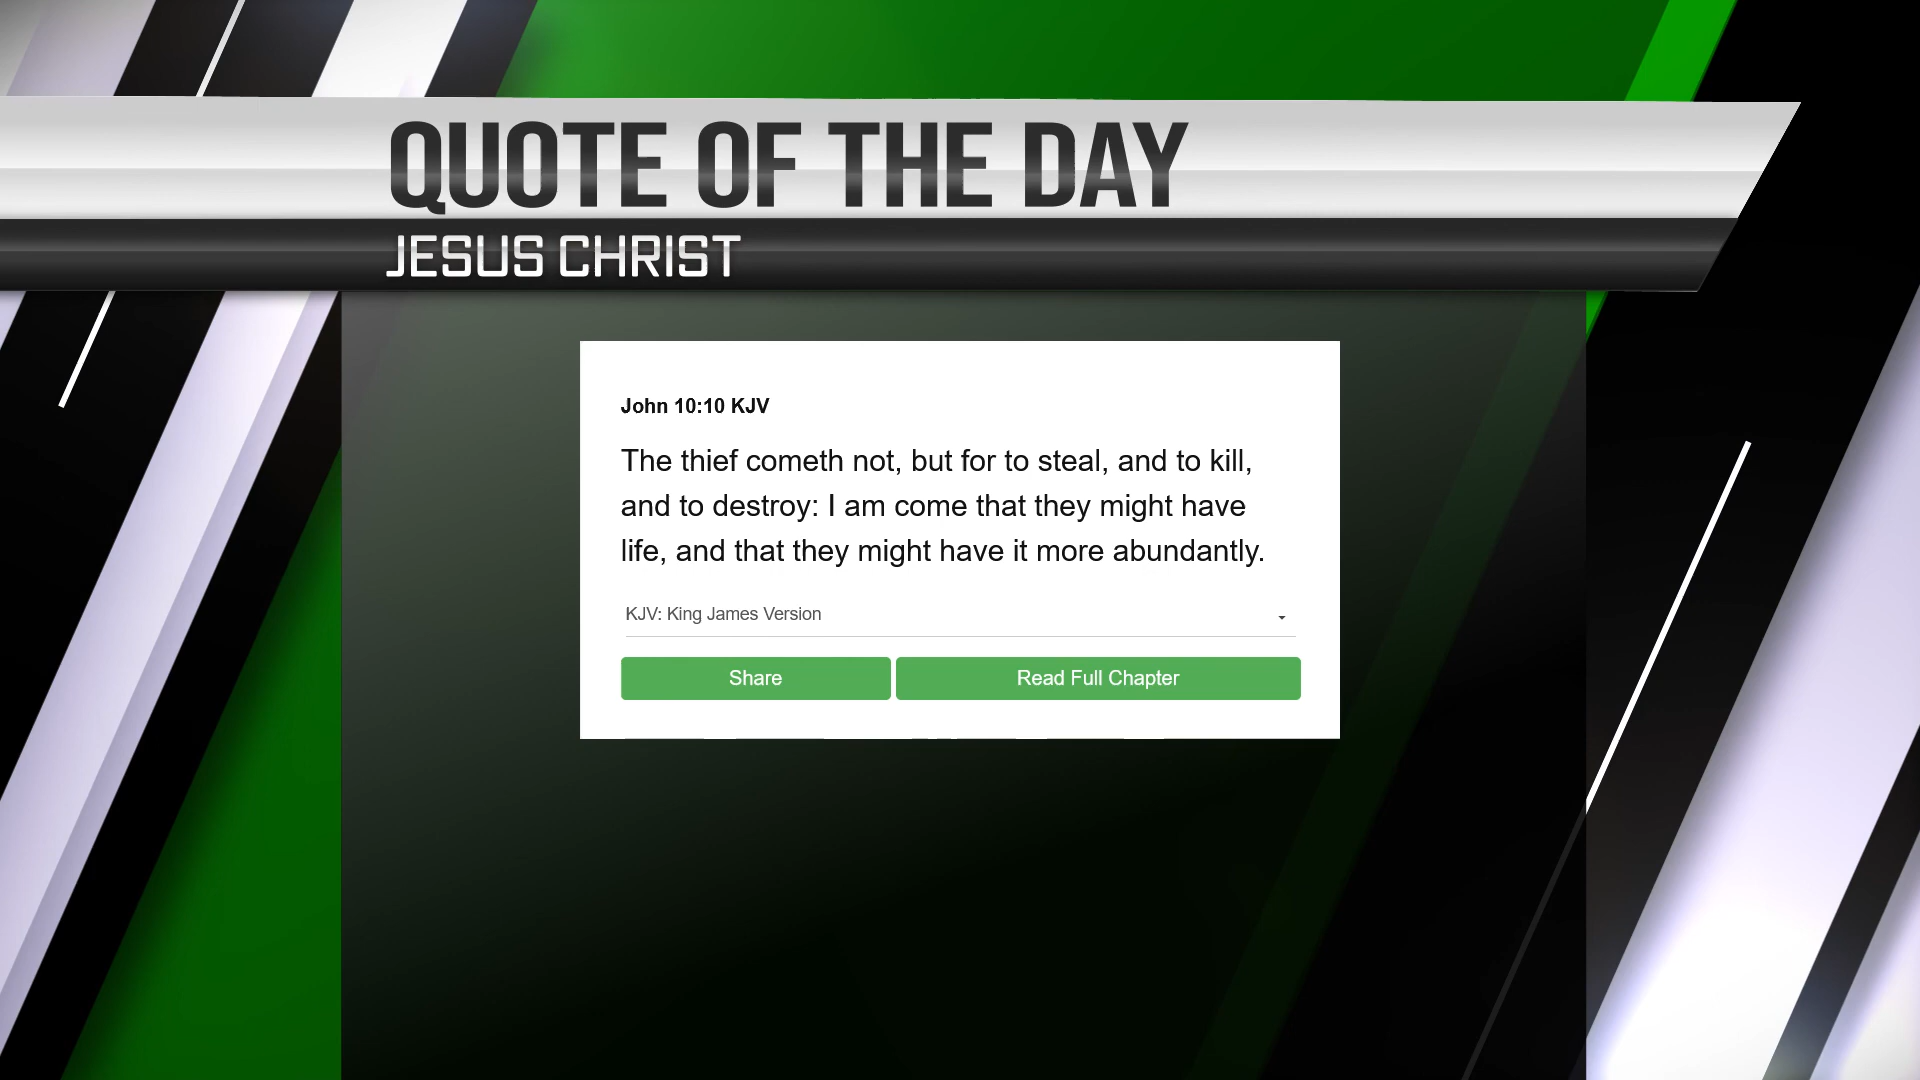 QUOTE OF THE DAY
JESUS CHRIST
John 10:10 KJV
The thief cometh not, but for to steal, and to kill,
and to destroy: I am come that they might have
life, and that they might have it more abundantly.
KJV: King James Version
Share
Read Full Chapter